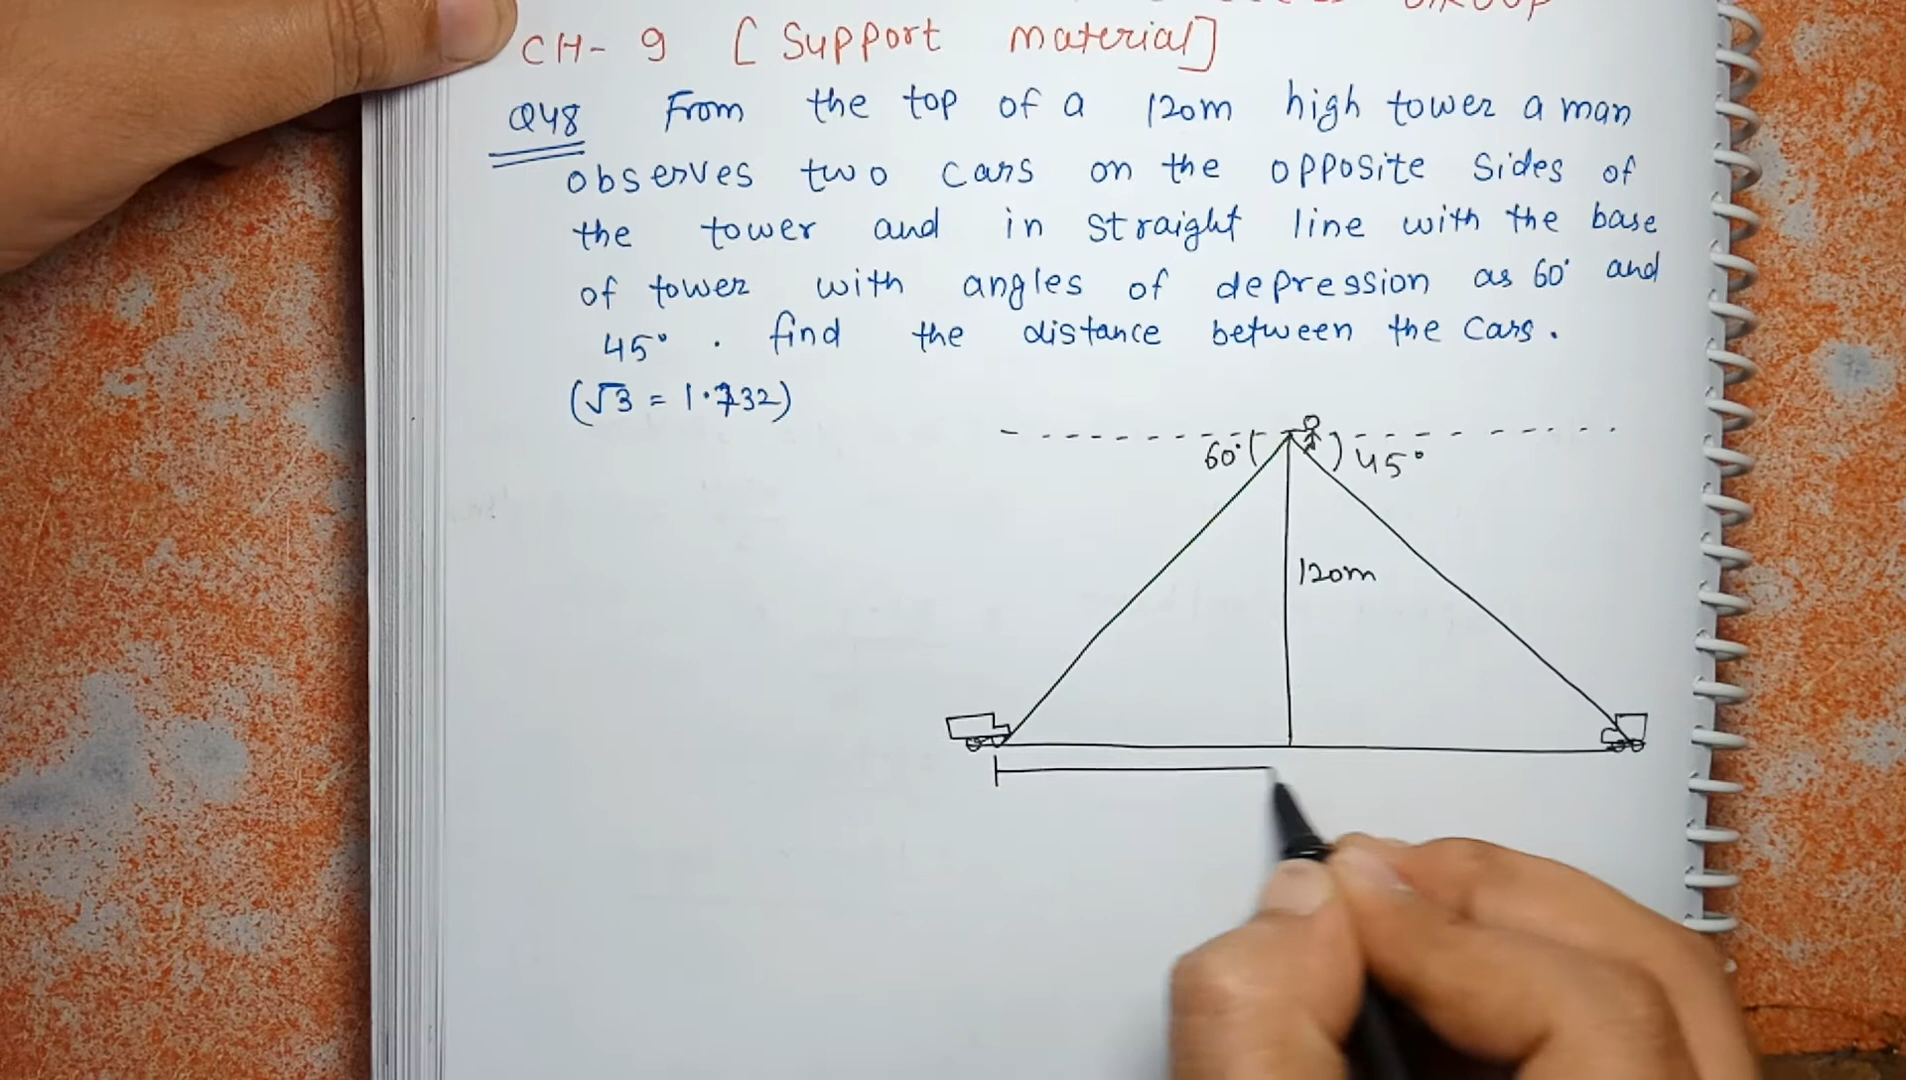 GROUP
CH- 9 [Support material]
Q48 From the top of a 120m high tower a man
observes two cars on the opposite sides of
the tower and in straight line with the base
of tower with angles of depression as 60° and
45°. find the distance between the cars.
(√3 = 1.732)
60° 45°
120m